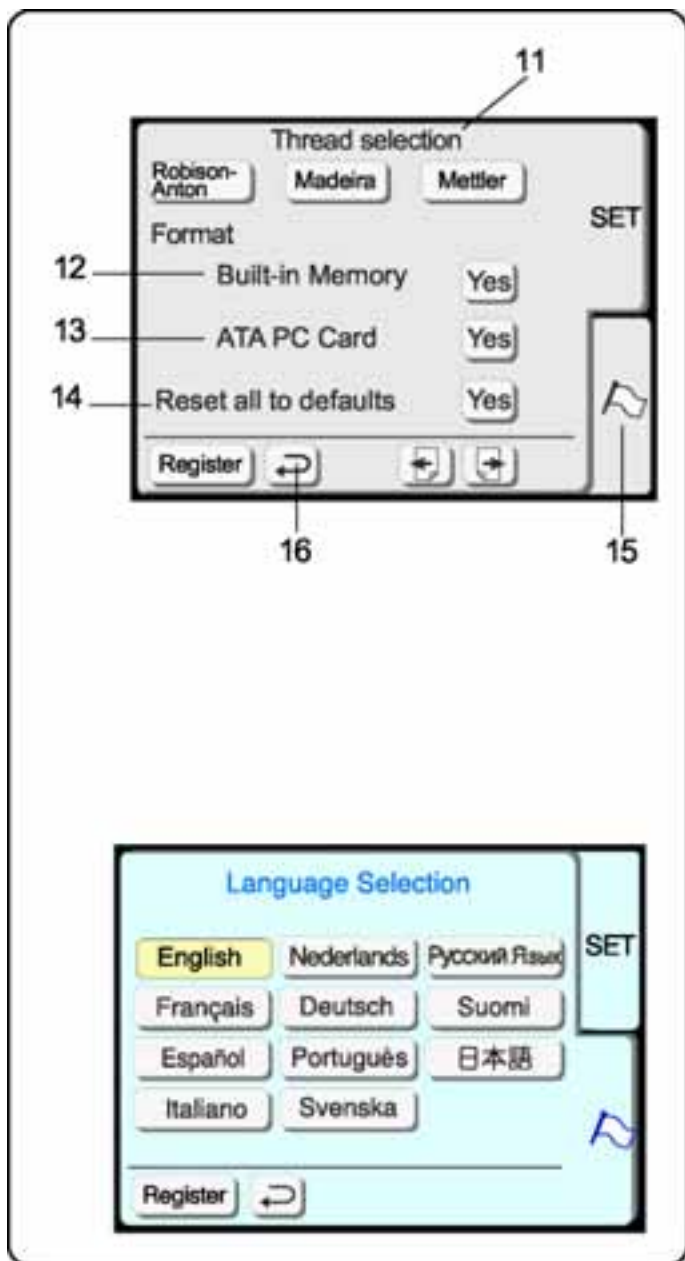 11
Thread selection
Robison-Anton Madeira Mettler
SET
Format
12 Built-in Memory Yes
13 ATA PC Card Yes
14 Reset all to defaults Yes
Register
16 15
Language Selection
SET
English Nederlands Русский Язык
Français Deutsch Suomi
Español Português 日本語
Italiano Svenska
Register